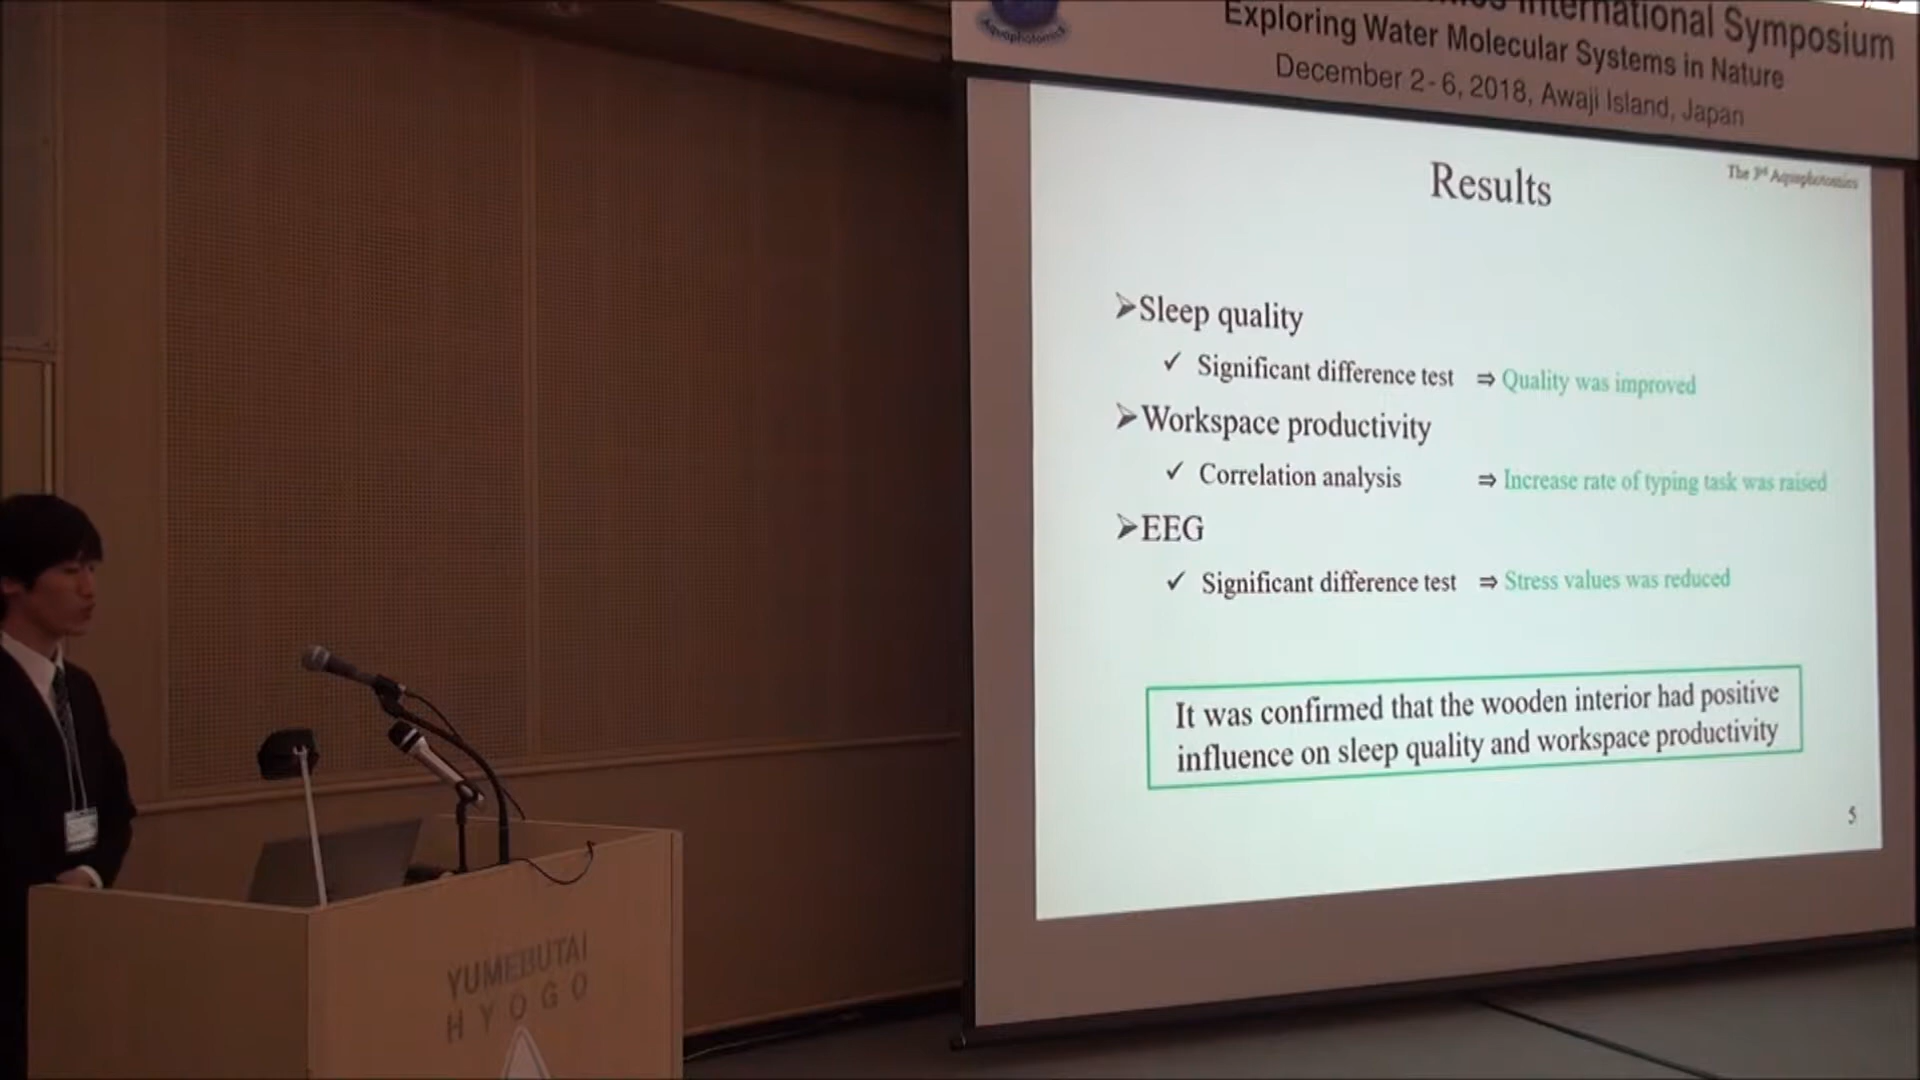 Aquaphotomics
International Symposium
Exploring Water Molecular Systems in Nature
December 2-6, 2018, Awaji Island, Japan
The 3rd Aquaphotomics
Results
➢Sleep quality
✓ Significant difference test ⇒ Quality was improved
➢Workspace productivity
✓ Correlation analysis ⇒ Increase rate of typing task was raised
➢EEG
✓ Significant difference test ⇒ Stress values was reduced
It was confirmed that the wooden interior had positive
influence on sleep quality and workspace productivity
5
YUMEBUTAI
HYOGO